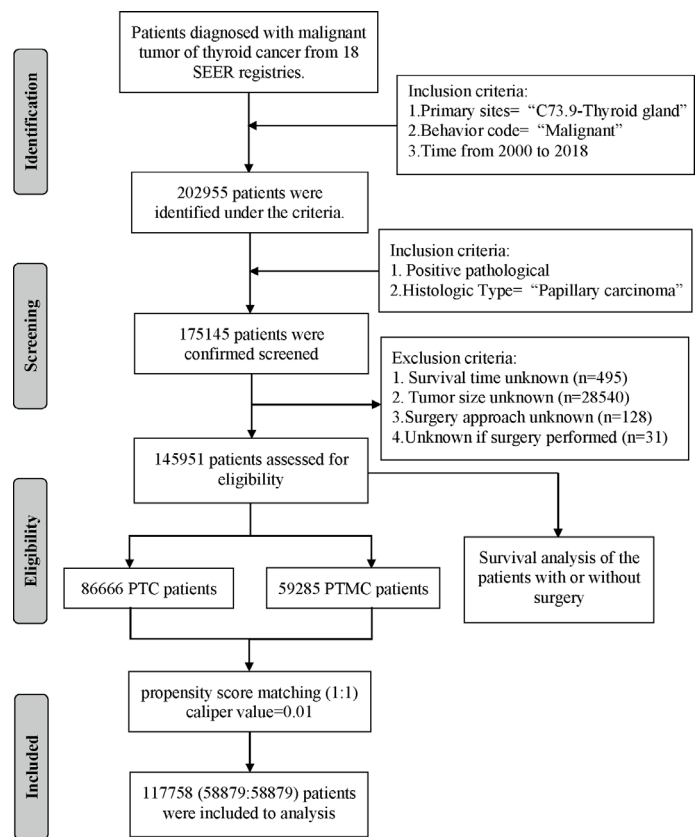 Patients diagnosed with malignant
tumor of thyroid cancer from 18
SEER registries.
Identification
Inclusion criteria:
1.Primary sites= “C73.9-Thyroid gland”
2.Behavior code= “Malignant”
3.Time from 2000 to 2018
202955 patients were
identified under the criteria.
Screening
Inclusion criteria:
1. Positive pathological
2.Histologic Type= “Papillary carcinoma”
175145 patients were
confirmed screened
Exclusion criteria:
1. Survival time unknown (n=495)
2. Tumor size unknown (n=28540)
3.Surgery approach unknown (n=128)
4.Unknown if surgery performed (n=31)
145951 patients assessed for
eligibility
Eligibility
Survival analysis of the
patients with or without
surgery
86666 PTC patients
59285 PTMC patients
propensity score matching (1:1)
caliper value=0.01
Included
117758 (58879:58879) patients
were included to analysis